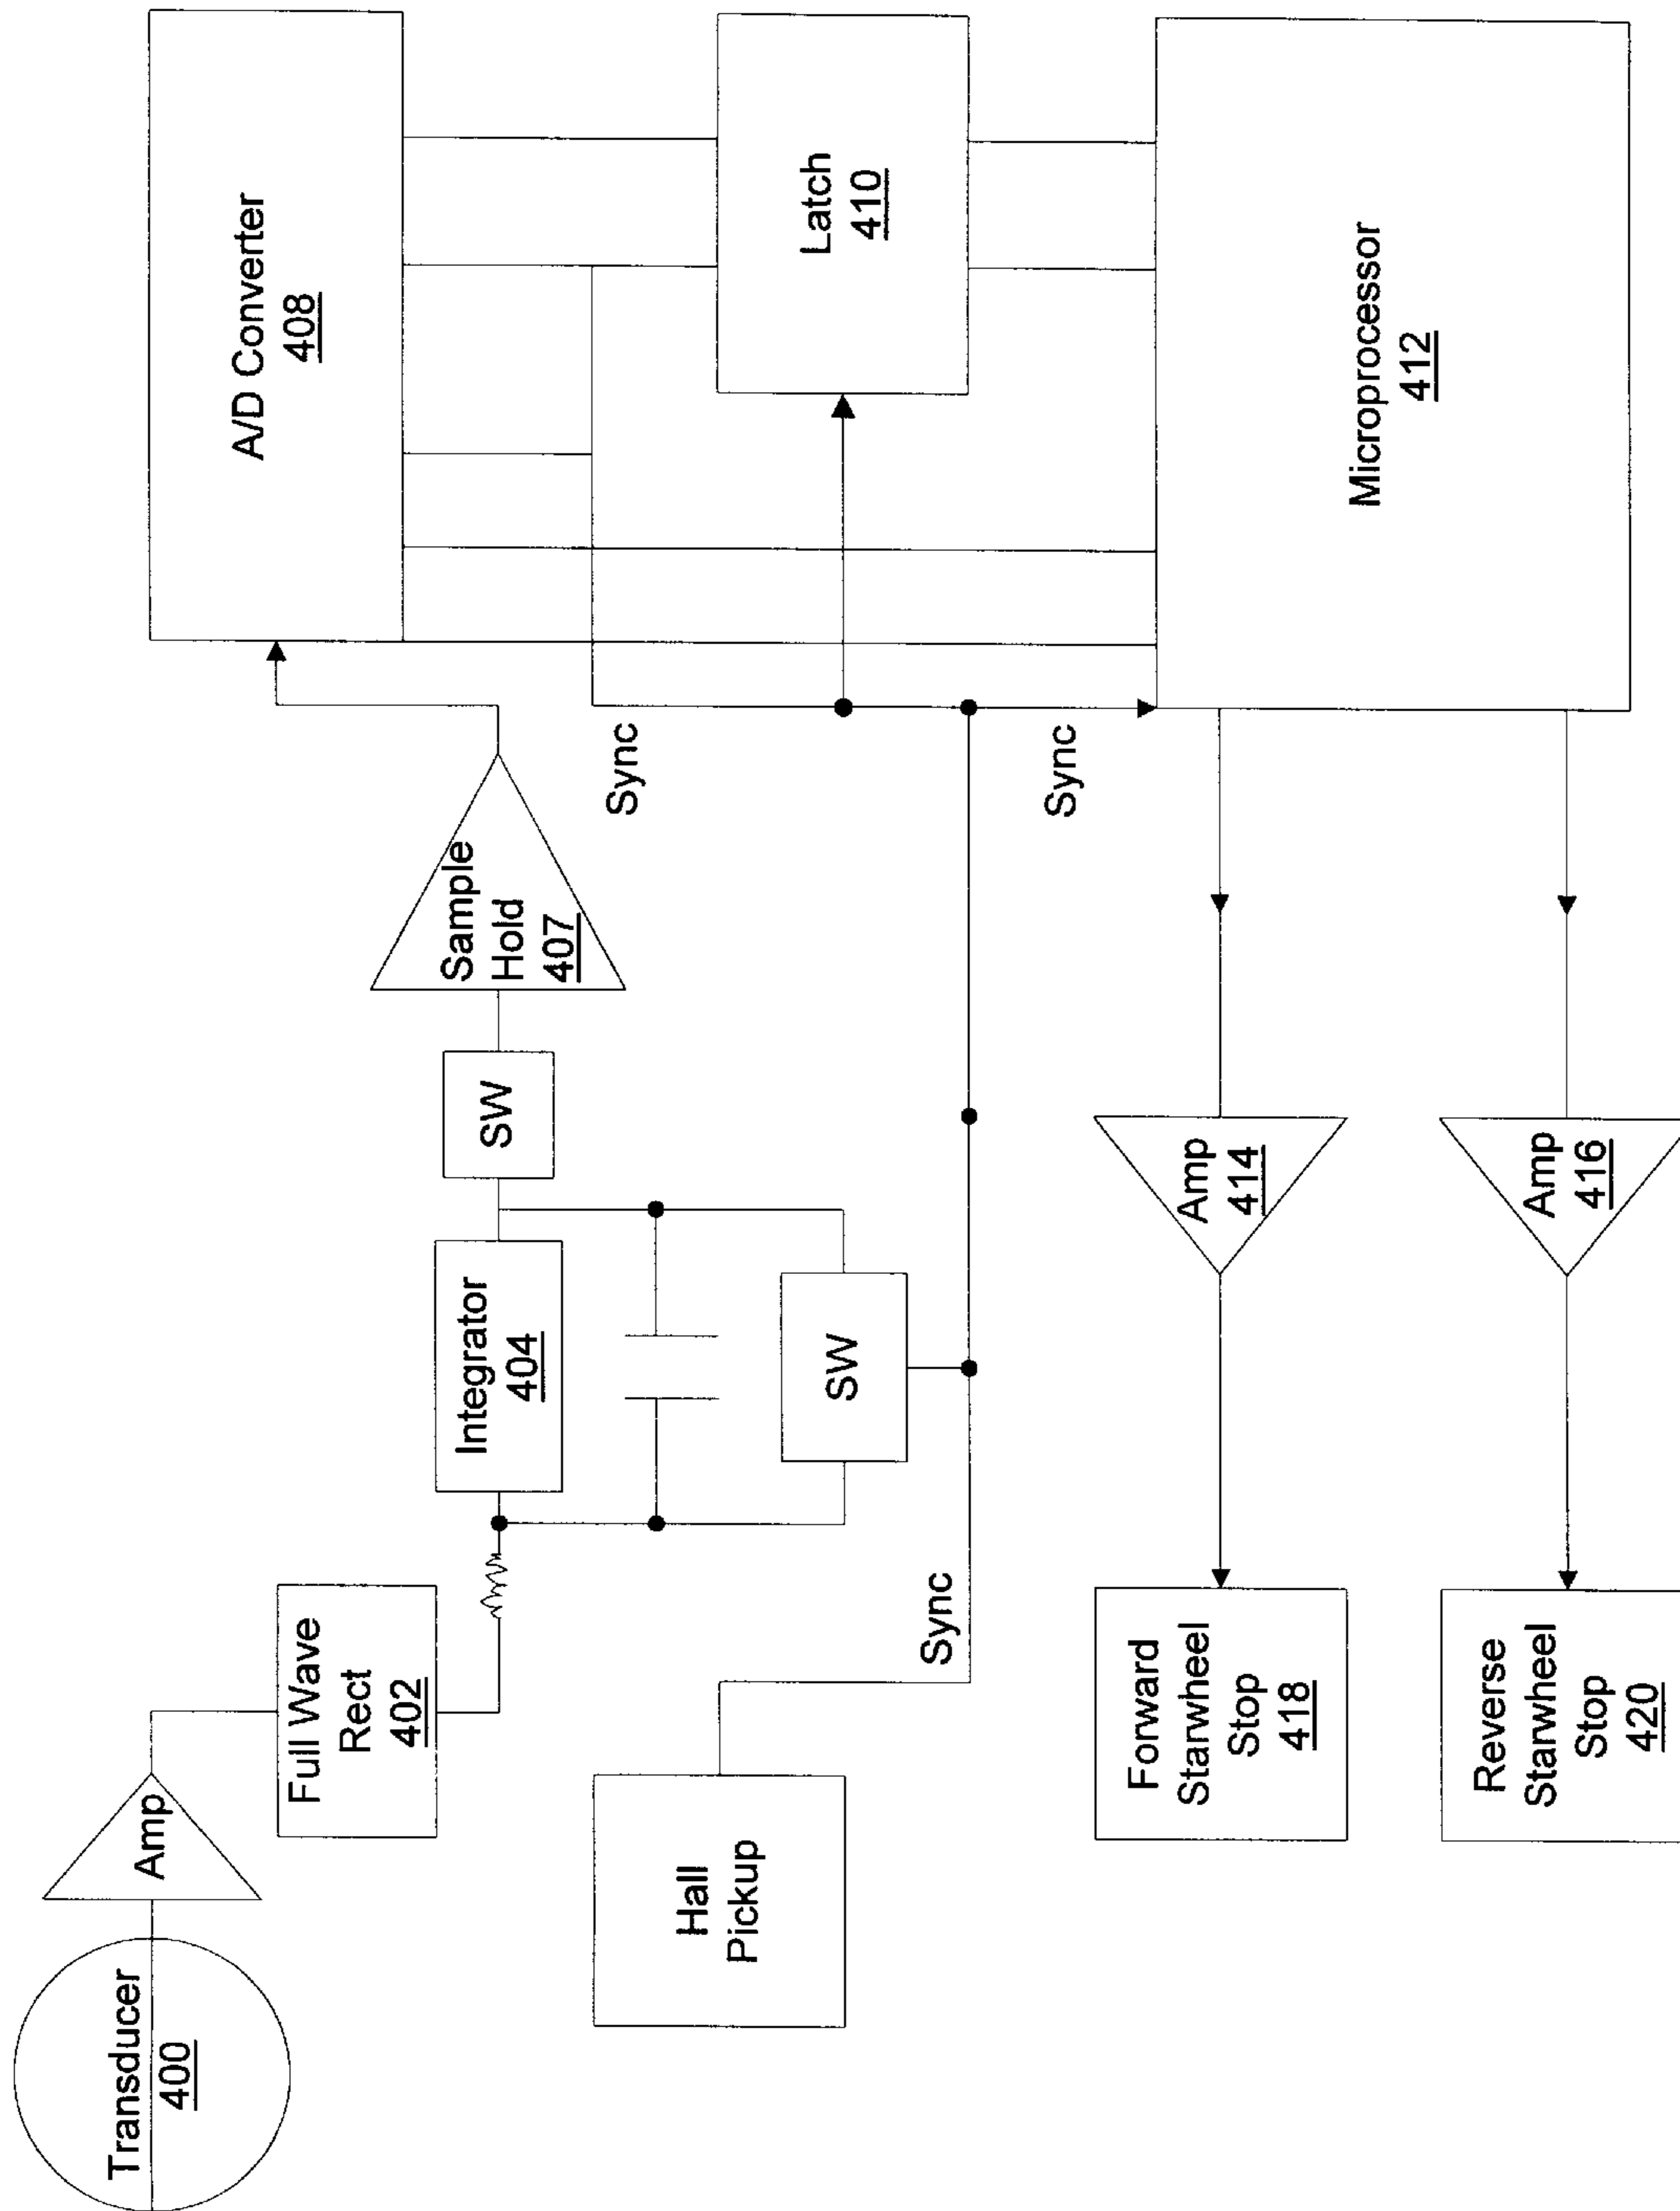 Transducer
400
Amp
Full Wave
Rect
402
Integrator
404
SW
SW
Sample
Hold
407
A/D Converter
408
Hall
Pickup
Sync
Sync
Sync
Latch
410
Microprocessor
412
Forward
Starwheel
Stop
418
Amp
414
Reverse
Starwheel
Stop
420
Amp
416